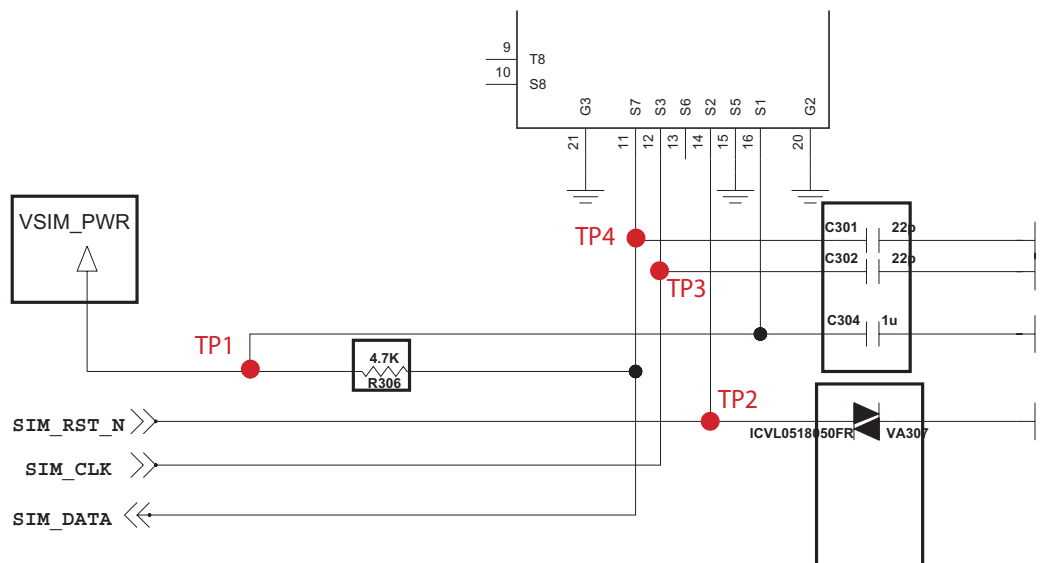 9
T8
10
S8
G3
S7
S3
S6
S2
S5
S1
G2
21
11
12
13
14
15
16
20
VSIM_PWR
TP4
C301 22p
C302 22p
TP3
C304 1u
TP1
4.7K
R306
TP2
SIM_RST_N
ICVL0518050FR VA307
SIM_CLK
SIM_DATA